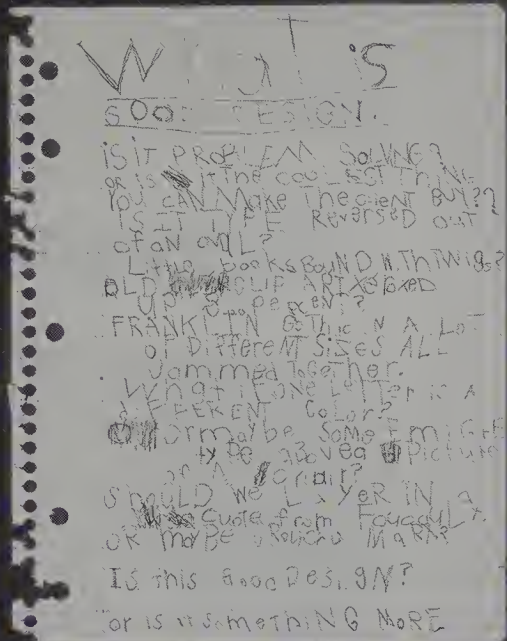 WHAT iS
GOOD DESIGN.
iS iT PROBLEM SolViNG?
OR iS iT The COOLEST ThiNG
YOU CAN Make The client BUY??
IS iT TYPE Reversed out
of aN OVAL?
Little books BOUND WiTh TWigs?
OLD CLiP ART XeROXED
FRANKLIN GoThic iN A LoT
of DiffereNT SiZeS ALL
Jammed ToGeTher.
What if ONe LeTTer iS A
DiFFERENT Color?
or maybe Some EmiGRE
type above a Picture
of A chair?
ShoULD We LAyeR iN a
Quote from Foucault.
OR maybe MARX?
IS this Good DesigN?
or is it somethiNG MoRE